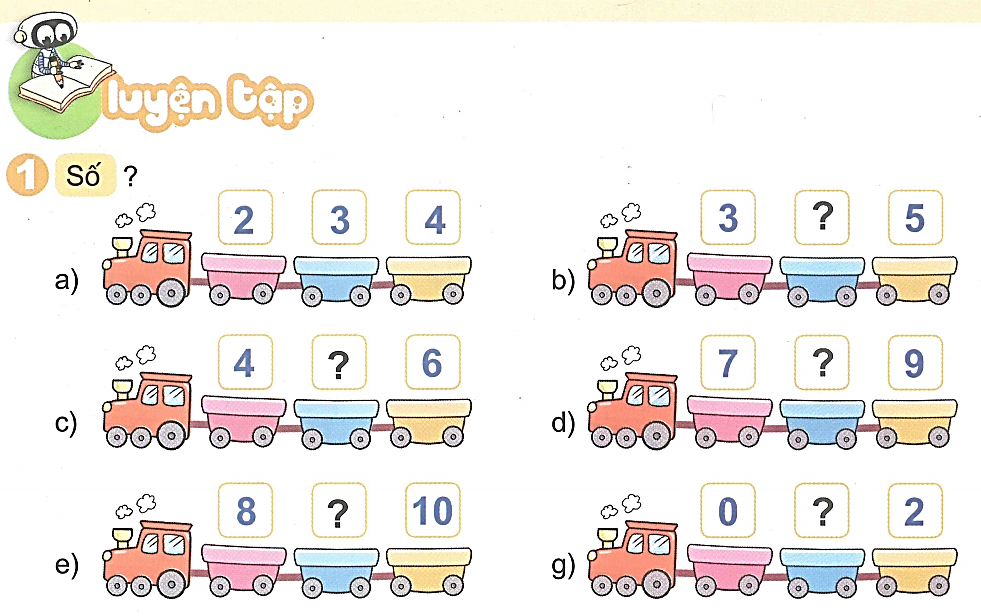 luyện tập
1 Số ?
a) 2 3 4 b) 3 ? 5
c) 4 ? 6 d) 7 ? 9
e) 8 ? 10 g) 0 ? 2